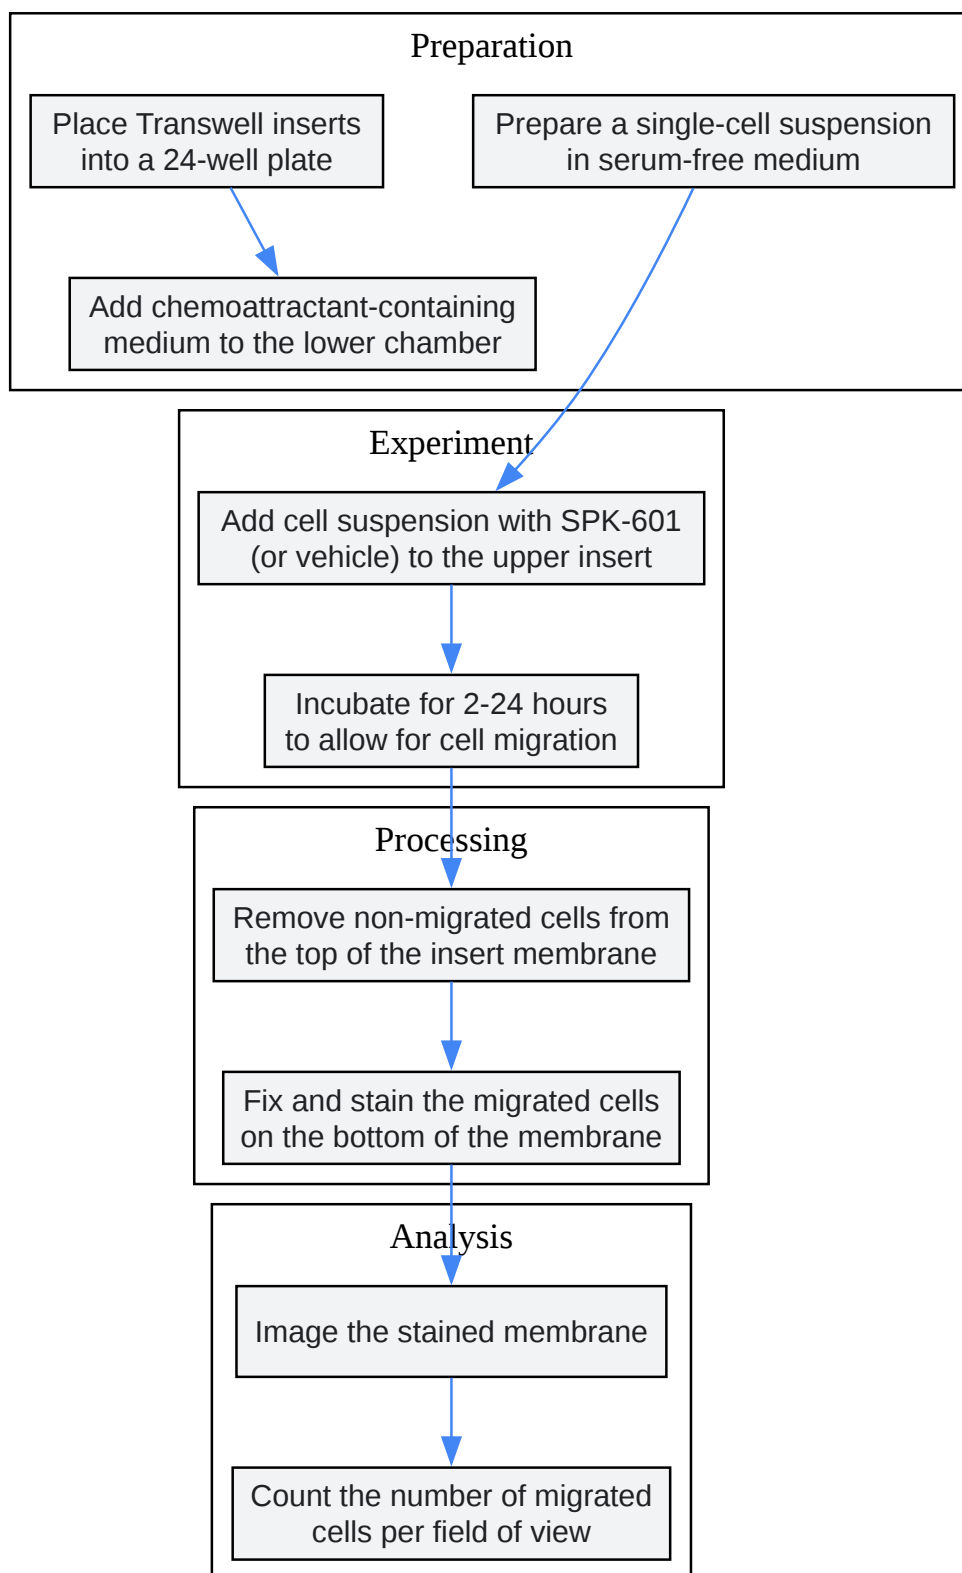 Preparation
Place Transwell inserts
into a 24-well plate
Prepare a single-cell suspension
in serum-free medium
Add chemoattractant-containing
medium to the lower chamber
Experiment
Add cell suspension with SPK-601
(or vehicle) to the upper insert
Incubate for 2-24 hours
to allow for cell migration
Processing
Remove non-migrated cells from
the top of the insert membrane
Fix and stain the migrated cells
on the bottom of the membrane
Analysis
Image the stained membrane
Count the number of migrated
cells per field of view